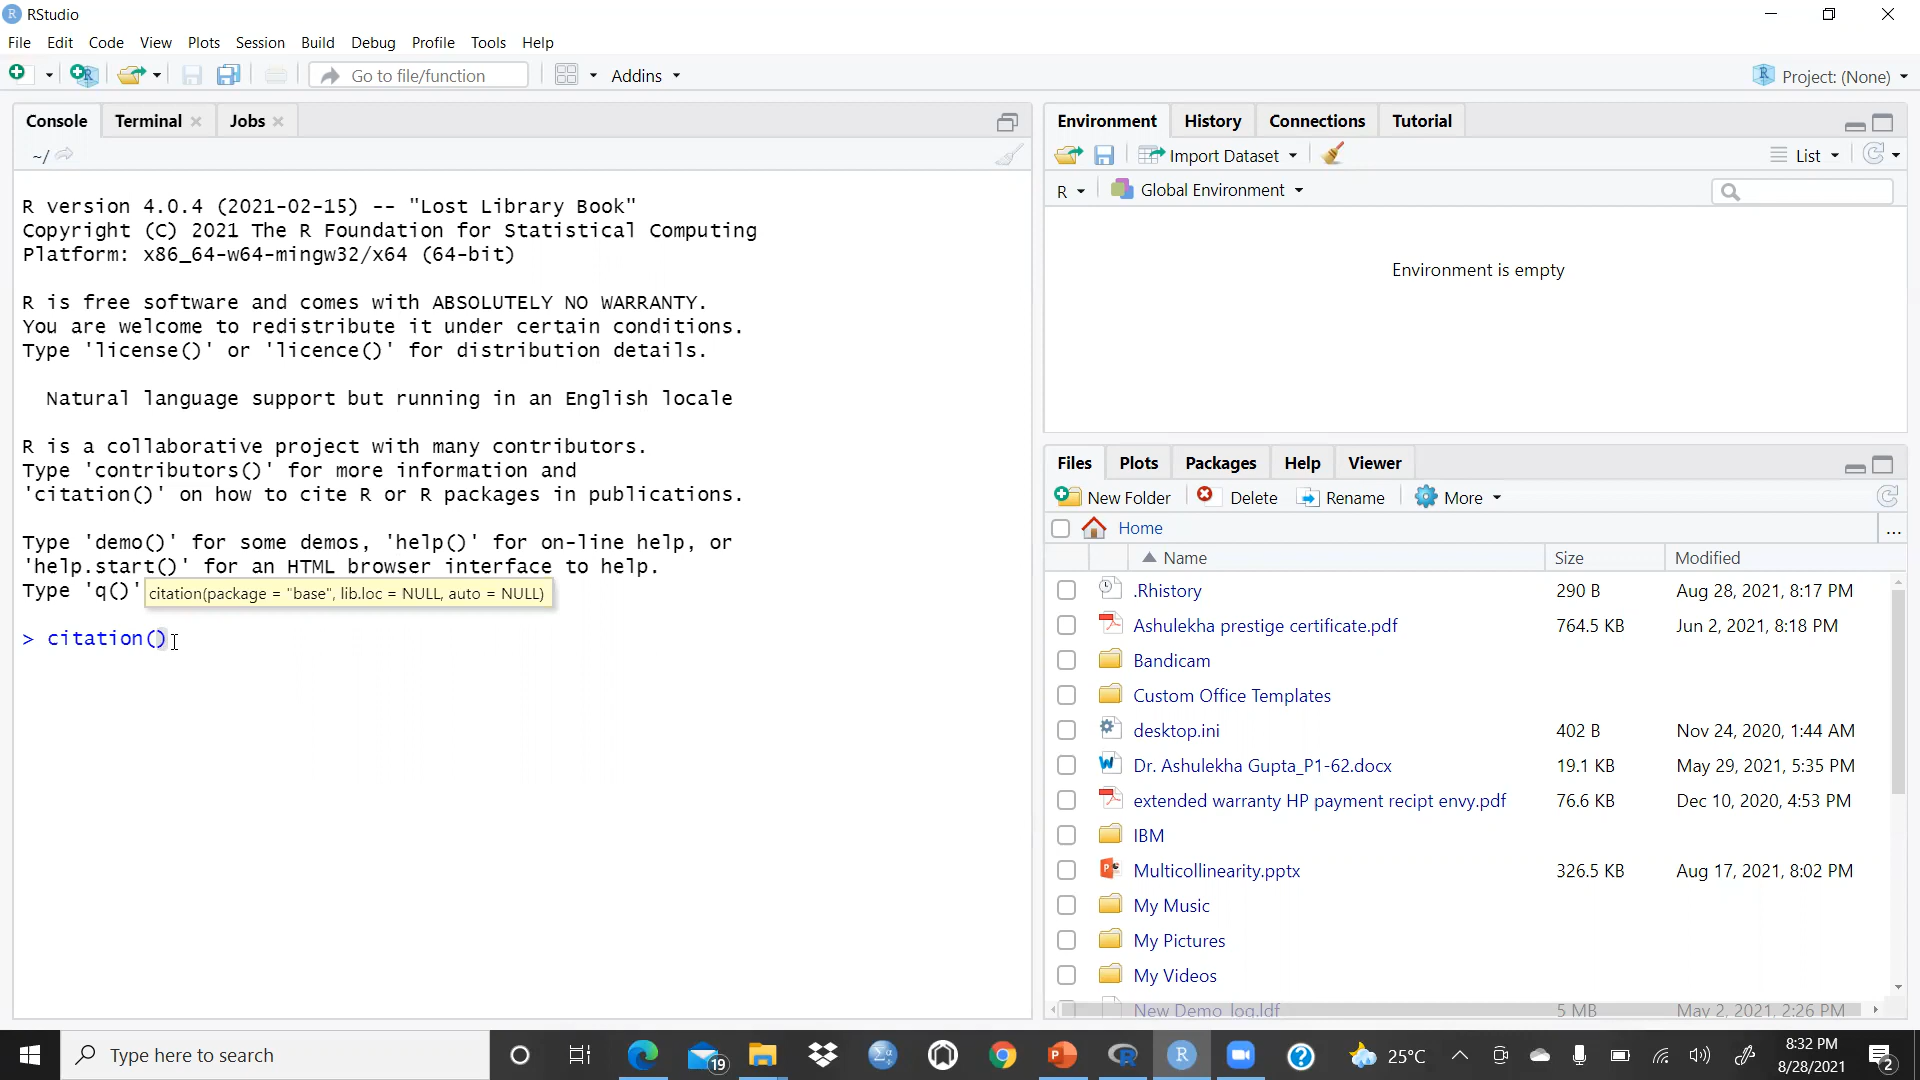 RStudio
File Edit Code View Plots Session Build Debug Profile Tools Help
Go to file/function Addins Project: (None)
Console Terminal Jobs
~/
R version 4.0.4 (2021-02-15) -- "Lost Library Book"
Copyright (C) 2021 The R Foundation for Statistical Computing
Platform: x86_64-w64-mingw32/x64 (64-bit)
R is free software and comes with ABSOLUTELY NO WARRANTY.
You are welcome to redistribute it under certain conditions.
Type 'license()' or 'licence()' for distribution details.
Natural language support but running in an English locale
R is a collaborative project with many contributors.
Type 'contributors()' for more information and
'citation()' on how to cite R or R packages in publications.
Type 'demo()' for some demos, 'help()' for on-line help, or
'help.start()' for an HTML browser interface to help.
Type 'q()'
citation(package = "base", lib.loc = NULL, auto = NULL)
> citation()
Environment History Connections Tutorial
Import Dataset List
R Global Environment
Environment is empty
Files Plots Packages Help Viewer
New Folder Delete Rename More
Home ...
Name Size Modified
.Rhistory 290 B Aug 28, 2021, 8:17 PM
Ashulekha prestige certificate.pdf 764.5 KB Jun 2, 2021, 8:18 PM
Bandicam
Custom Office Templates
desktop.ini 402 B Nov 24, 2020, 1:44 AM
Dr. Ashulekha Gupta_P1-62.docx 19.1 KB May 29, 2021, 5:35 PM
extended warranty HP payment recipt envy.pdf 76.6 KB Dec 10, 2020, 4:53 PM
IBM
Multicollinearity.pptx 326.5 KB Aug 17, 2021, 8:02 PM
My Music
My Pictures
My Videos
New Demo_log.ldf 5 MB May 2, 2021, 2:26 PM
Type here to search 19 25°C 8:32 PM
8/28/2021 2